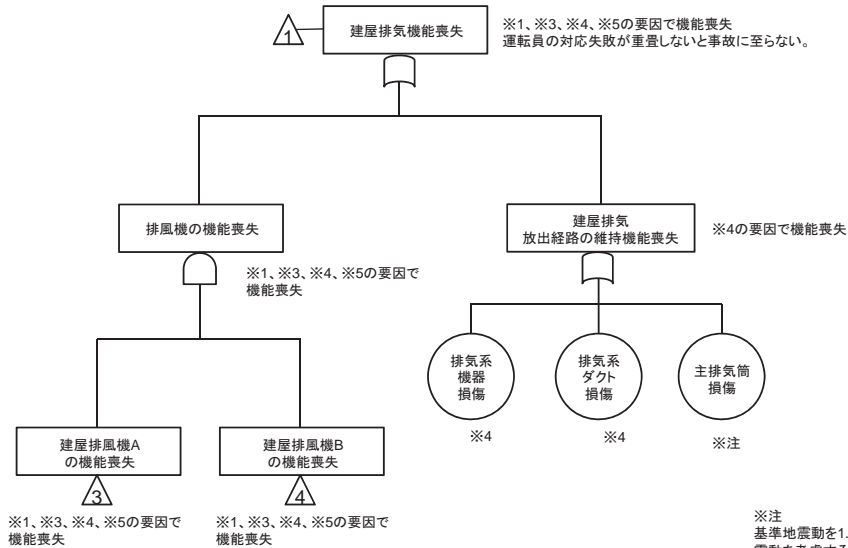 1
建屋排気機能喪失
※1、※3、※4、※5の要因で機能喪失
運転員の対応失敗が重畳しないと事故に至らない。
排風機の機能喪失
※1、※3、※4、※5の要因で
機能喪失
建屋排気
放出経路の維持機能喪失
※4の要因で機能喪失
排気系
機器
損傷
※4
排気系
ダクト
損傷
※4
主排気筒
損傷
※注
建屋排風機A
の機能喪失
3
※1、※3、※4、※5の要因で
機能喪失
建屋排風機B
の機能喪失
4
※1、※3、※4、※5の要因で
機能喪失
※注
基準地震動を1.